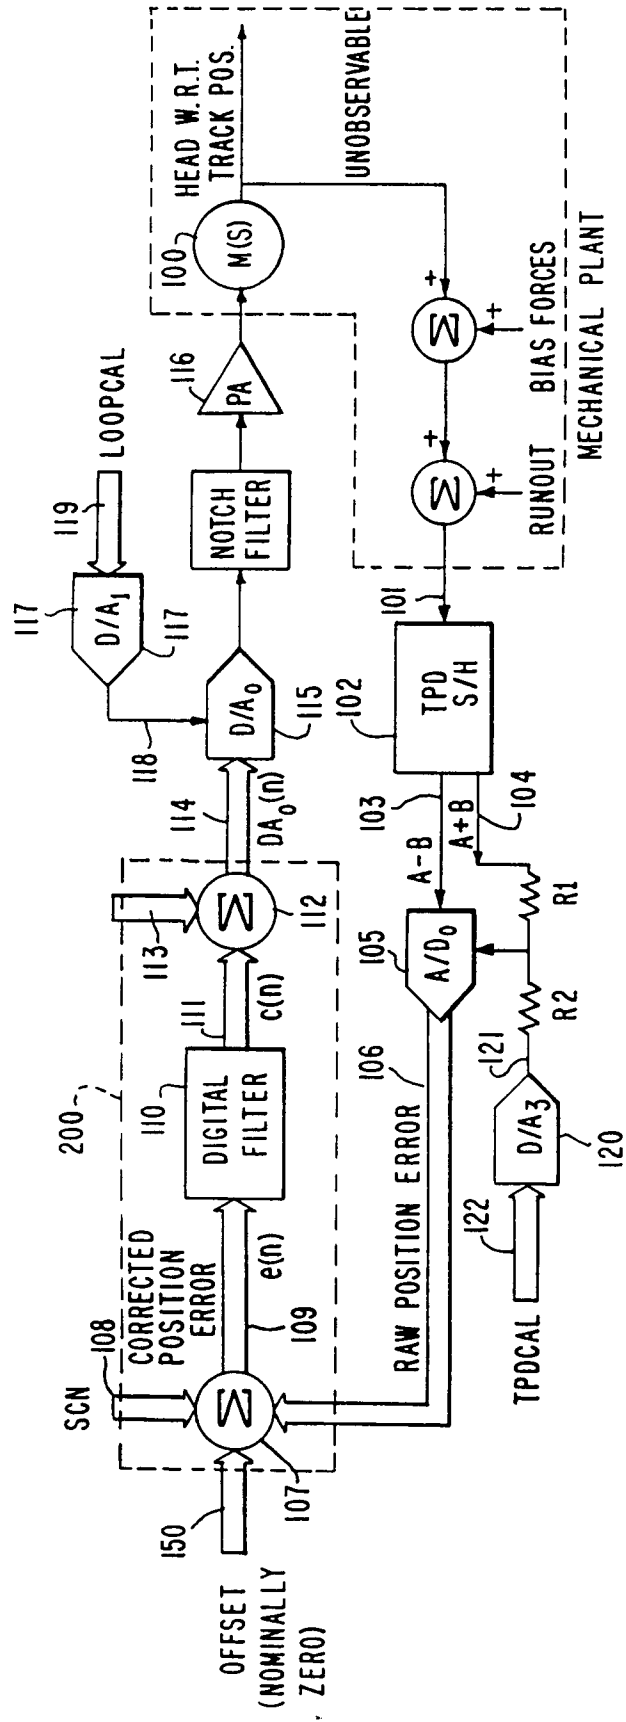 117
119
LOOPCAL
D/A1
117
118
HEAD W.R.T.
TRACK POS.
100
M(S)
116
PA
NOTCH
FILTER
UNOBSERVABLE
200
SCN
108
CORRECTED
POSITION
ERROR
110
DIGITAL
FILTER
111
113
Σ
112
114
DA0(n)
D/A0
115
150
Σ
107
109
e(n)
c(n)
OFFSET
(NOMINALLY
ZERO)
+
Σ
+
BIAS FORCES
+
Σ
+
RUNOUT
MECHANICAL PLANT
101
102
TPD
S/H
103
A-B
A+B
104
105
A/D0
106
RAW POSITION ERROR
R1
R2
121
D/A3
120
122
TPDCAL